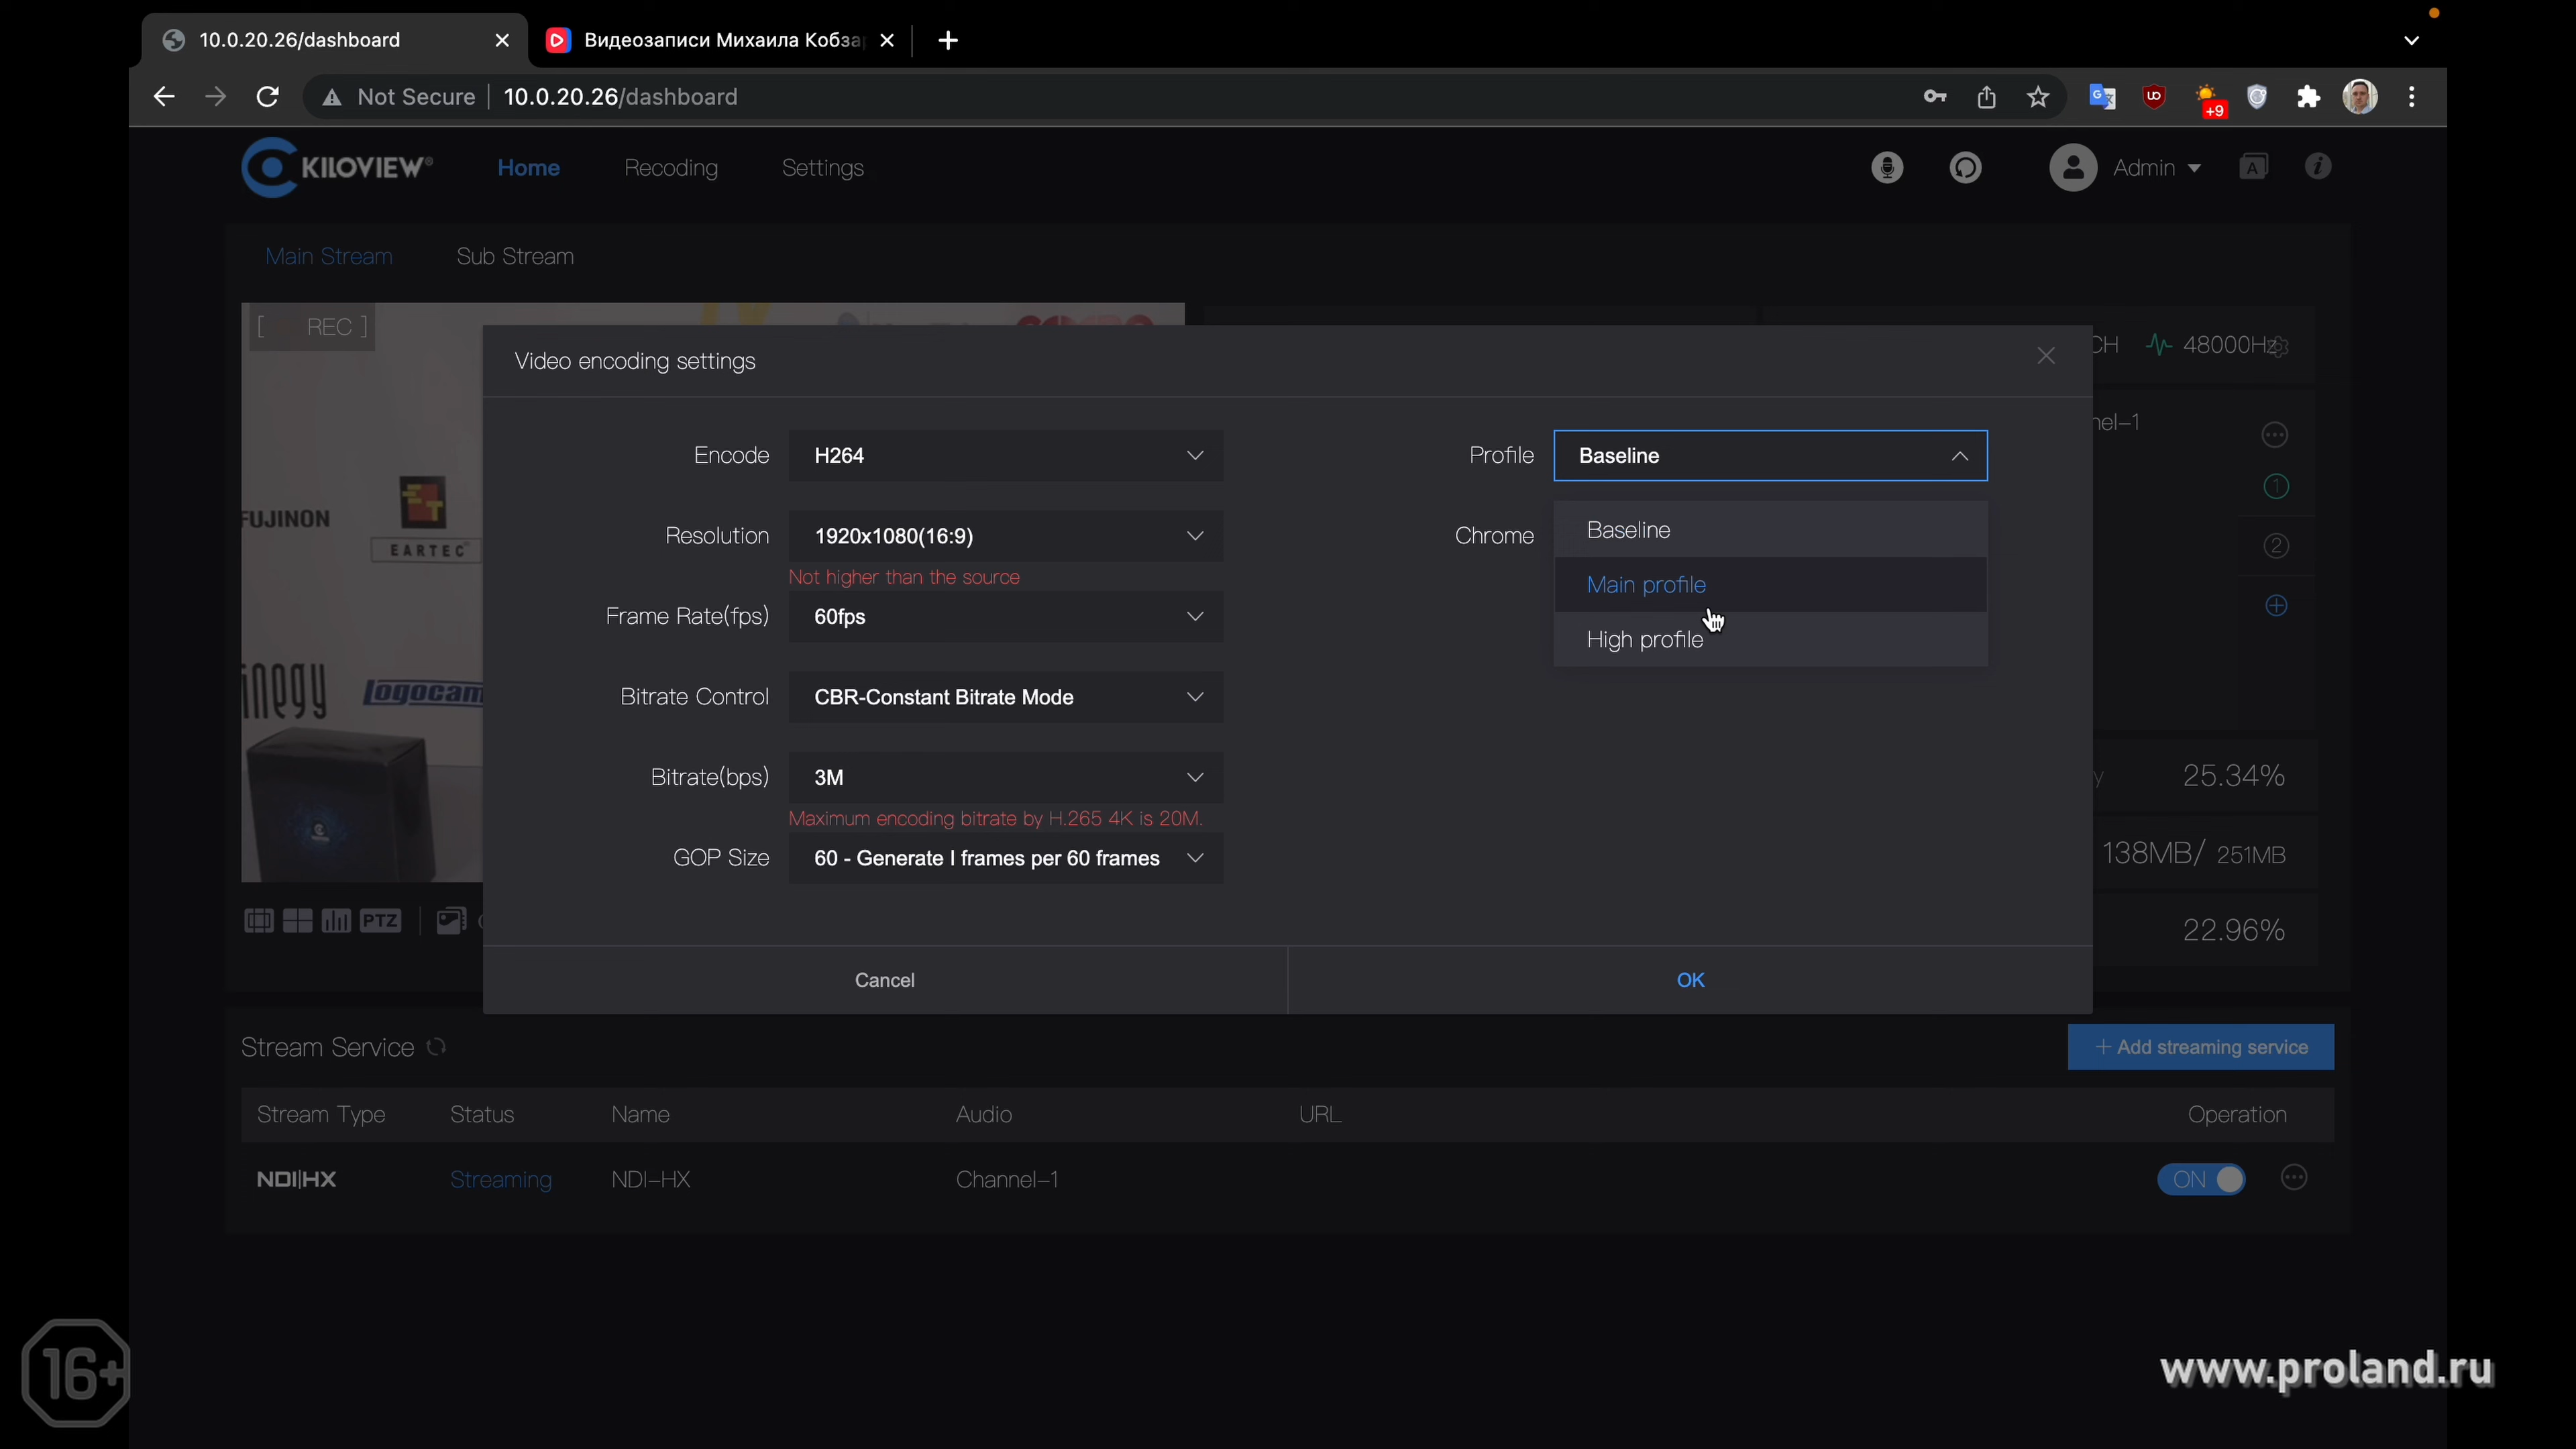 10.0.20.26/dashboard
Видеозаписи Михаила Кобза
Not Secure
10.0.20.26/dashboard
+9
KILOVIEW®
Home
Recoding
Settings
Admin
A
Main Stream
Sub Stream
[ REC ]
CH
48000Hz
Video encoding settings
Encode
H264
Profile
Baseline
Resolution
1920x1080(16:9)
Not higher than the source
Chrome
Baseline
Main profile
High profile
Frame Rate(fps)
60fps
Bitrate Control
CBR-Constant Bitrate Mode
Bitrate(bps)
3M
Maximum encoding bitrate by H.265 4K is 20M.
GOP Size
60 - Generate I frames per 60 frames
Cancel
OK
nel-1
1
2
y
25.34%
138MB/ 251MB
22.96%
FUJINON
EARTEC
inegy
logocam
PTZ
Stream Service
+ Add streaming service
Stream Type
Status
Name
Audio
URL
Operation
NDI|HX
Streaming
NDI-HX
Channel-1
ON
16+
www.proland.ru